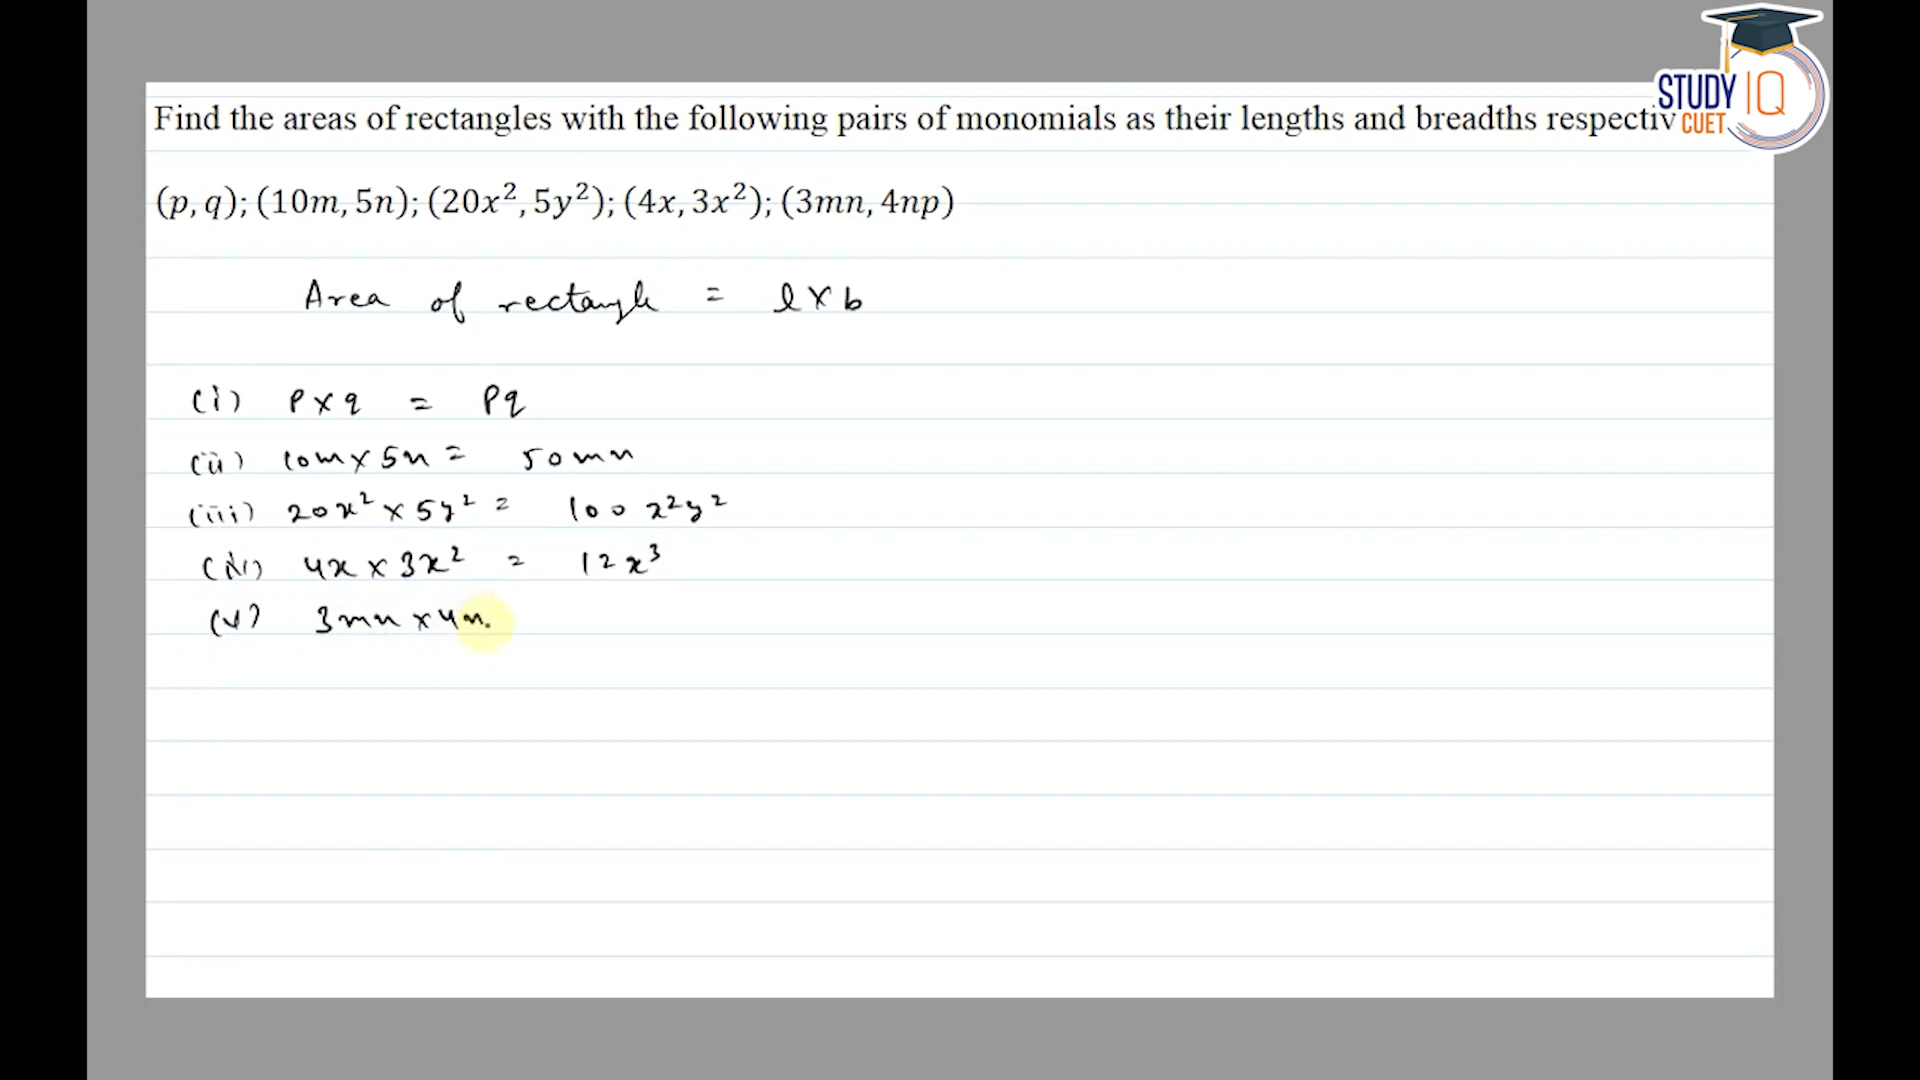 STUDY IQ
CUET
Find the areas of rectangles with the following pairs of monomials as their lengths and breadths respectiv
(p, q); (10m, 5n); (20x², 5y²); (4x, 3x²); (3mn, 4np)
Area of rectangle = l × b
(i) p × q = pq
(ii) 10m × 5n = 50mn
(iii) 20x² × 5y² = 100 x²y²
(iv) 4x × 3x² = 12x³
(v) 3mn × 4n